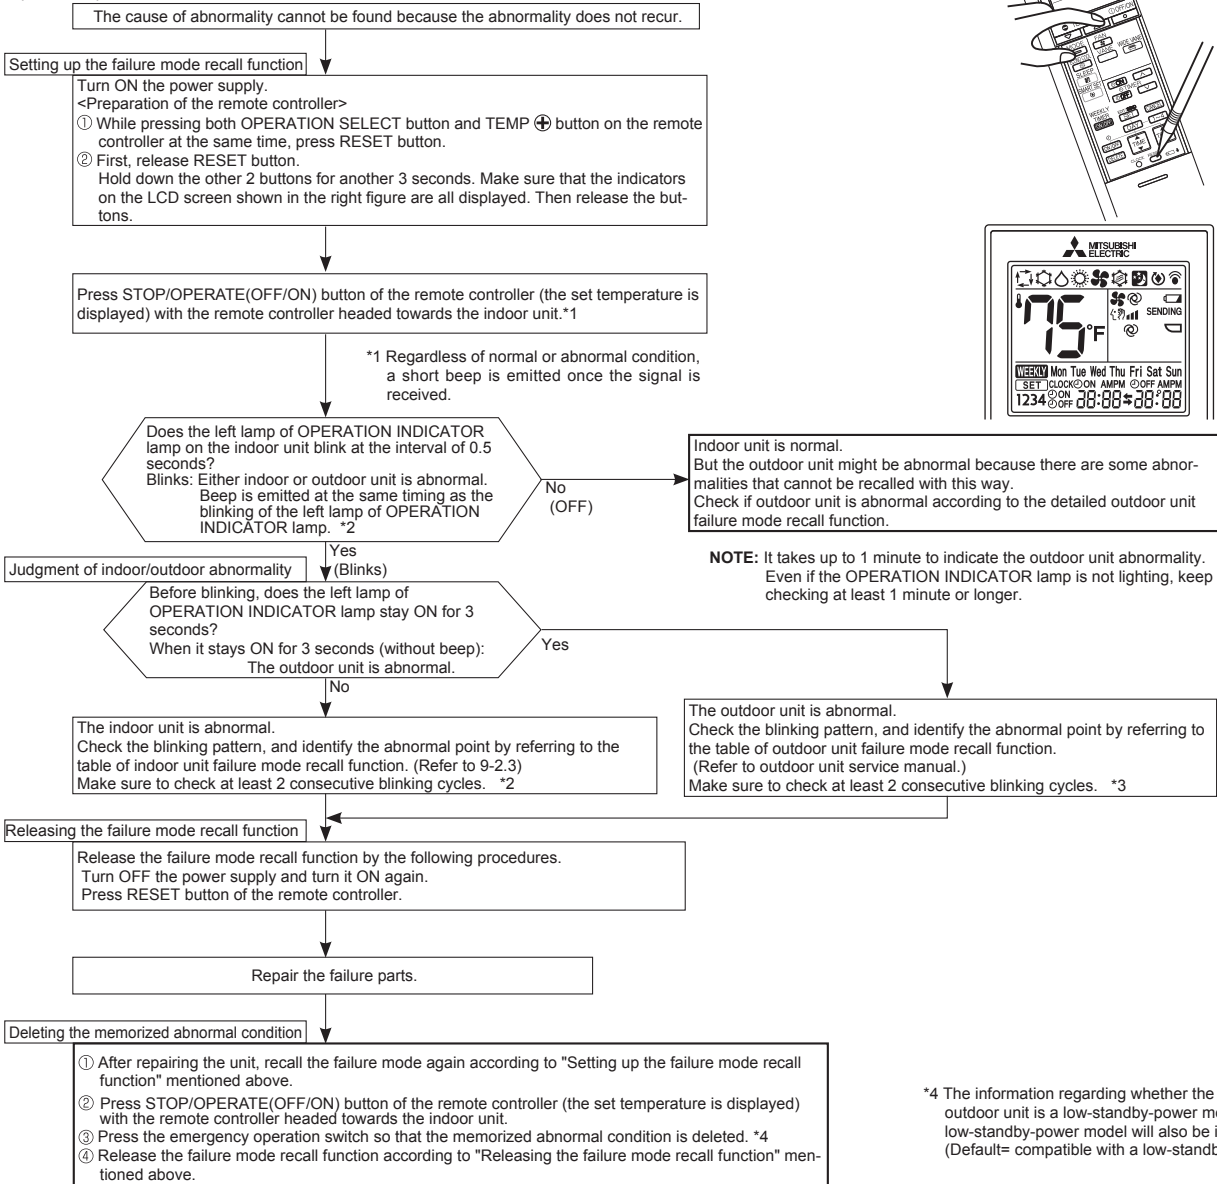 The cause of abnormality cannot be found because the abnormality does not recur.
Setting up the failure mode recall function
Turn ON the power supply.
<Preparation of the remote controller>
① While pressing both OPERATION SELECT button and TEMP ⊕ button on the remote
controller at the same time, press RESET button.
② First, release RESET button.
Hold down the other 2 buttons for another 3 seconds. Make sure that the indicators
on the LCD screen shown in the right figure are all displayed. Then release the but-
tons.
OFF/ON
FAN
VANE
WIDE VANE
MODE
SLEEP
SMART SET
ON
TIMER
OFF
WEEKLY
TIMER
SET
DAY
TIME
CLOCK
MITSUBISHI
ELECTRIC
75°F
SENDING
WEEKLY Mon Tue Wed Thu Fri Sat Sun
SET CLOCK ON AMPM OFF AMPM
1234 ON OFF 88:88 88:88
Press STOP/OPERATE(OFF/ON) button of the remote controller (the set temperature is
displayed) with the remote controller headed towards the indoor unit.*1
*1 Regardless of normal or abnormal condition,
a short beep is emitted once the signal is
received.
Does the left lamp of OPERATION INDICATOR
lamp on the indoor unit blink at the interval of 0.5
seconds?
Blinks: Either indoor or outdoor unit is abnormal.
Beep is emitted at the same timing as the
blinking of the left lamp of OPERATION
INDICATOR lamp. *2
No
(OFF)
Indoor unit is normal.
But the outdoor unit might be abnormal because there are some abnor-
malities that cannot be recalled with this way.
Check if outdoor unit is abnormal according to the detailed outdoor unit
failure mode recall function.
NOTE: It takes up to 1 minute to indicate the outdoor unit abnormality.
Even if the OPERATION INDICATOR lamp is not lighting, keep
checking at least 1 minute or longer.
Yes
(Blinks)
Judgment of indoor/outdoor abnormality
Before blinking, does the left lamp of
OPERATION INDICATOR lamp stay ON for 3
seconds?
When it stays ON for 3 seconds (without beep):
The outdoor unit is abnormal.
Yes
No
The indoor unit is abnormal.
Check the blinking pattern, and identify the abnormal point by referring to the
table of indoor unit failure mode recall function. (Refer to 9-2.3)
Make sure to check at least 2 consecutive blinking cycles. *2
The outdoor unit is abnormal.
Check the blinking pattern, and identify the abnormal point by referring to
the table of outdoor unit failure mode recall function.
(Refer to outdoor unit service manual.)
Make sure to check at least 2 consecutive blinking cycles. *3
Releasing the failure mode recall function
Release the failure mode recall function by the following procedures.
Turn OFF the power supply and turn it ON again.
Press RESET button of the remote controller.
Repair the failure parts.
Deleting the memorized abnormal condition
① After repairing the unit, recall the failure mode again according to "Setting up the failure mode recall
function" mentioned above.
② Press STOP/OPERATE(OFF/ON) button of the remote controller (the set temperature is displayed)
with the remote controller headed towards the indoor unit.
③ Press the emergency operation switch so that the memorized abnormal condition is deleted. *4
④ Release the failure mode recall function according to "Releasing the failure mode recall function" men-
tioned above.
*4 The information regarding whether the
outdoor unit is a low-standby-power
low-standby-power model will also be
(Default= compatible with a